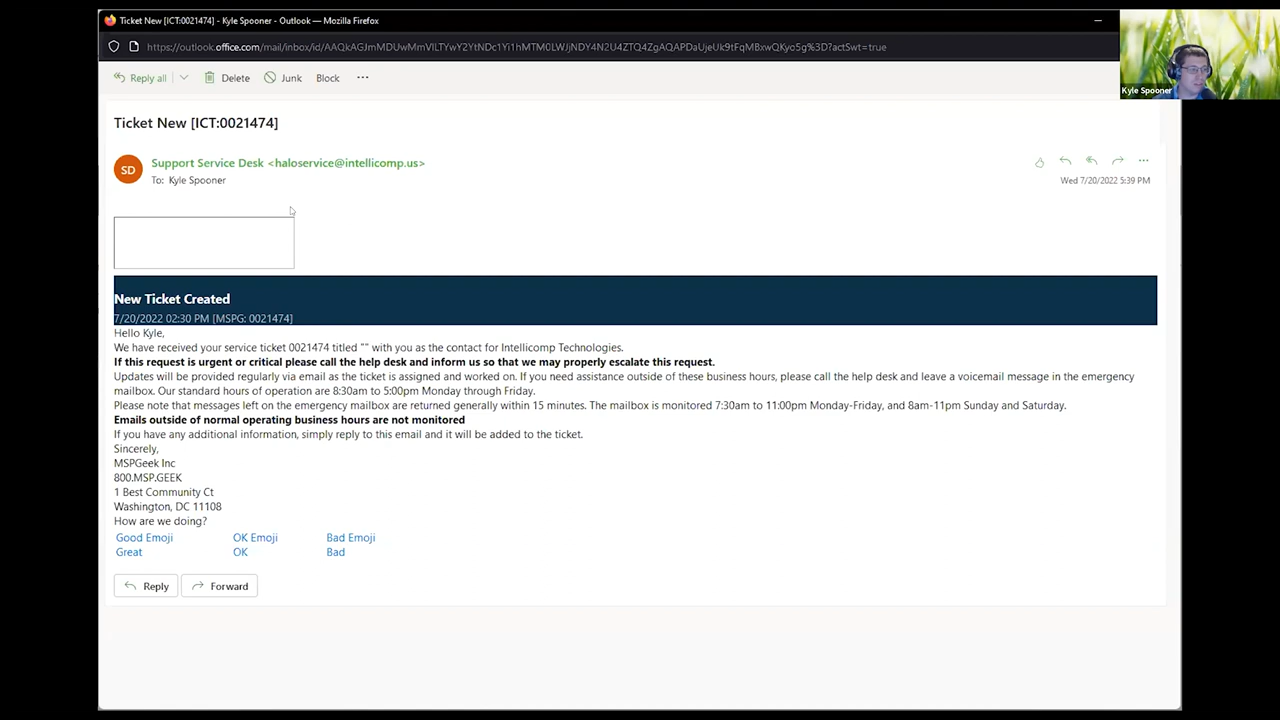 Ticket New [ICT:0021474] - Kyle Spooner - Outlook — Mozilla Firefox
https://outlook.office.com/mail/inbox/id/AAQkAGJmMDUwMmVlLTYwY2YtNDc1Yi1hMTM0LWJjNDY4N2U4ZTQ4ZgAQAPDaUjeUk9tFqMBxwQKyo5g%3D?actSwt=true
Kyle Spooner
Reply all
Delete
Junk
Block
Ticket New [ICT:0021474]
SD
Support Service Desk <haloservice@intellicomp.us>
To: Kyle Spooner
Wed 7/20/2022 5:39 PM
New Ticket Created
7/20/2022 02:30 PM [MSPG: 0021474]
Hello Kyle,
We have received your service ticket 0021474 titled "" with you as the contact for Intellicomp Technologies.
If this request is urgent or critical please call the help desk and inform us so that we may properly escalate this request.
Updates will be provided regularly via email as the ticket is assigned and worked on. If you need assistance outside of these business hours, please call the help desk and leave a voicemail message in the emergency
mailbox. Our standard hours of operation are 8:30am to 5:00pm Monday through Friday.
Please note that messages left on the emergency mailbox are returned generally within 15 minutes. The mailbox is monitored 7:30am to 11:00pm Monday-Friday, and 8am-11pm Sunday and Saturday.
Emails outside of normal operating business hours are not monitored
If you have any additional information, simply reply to this email and it will be added to the ticket.
Sincerely,
MSPGeek Inc
800.MSP.GEEK
1 Best Community Ct
Washington, DC 11108
How are we doing?
Good Emoji OK Emoji Bad Emoji
Great OK Bad
Reply Forward